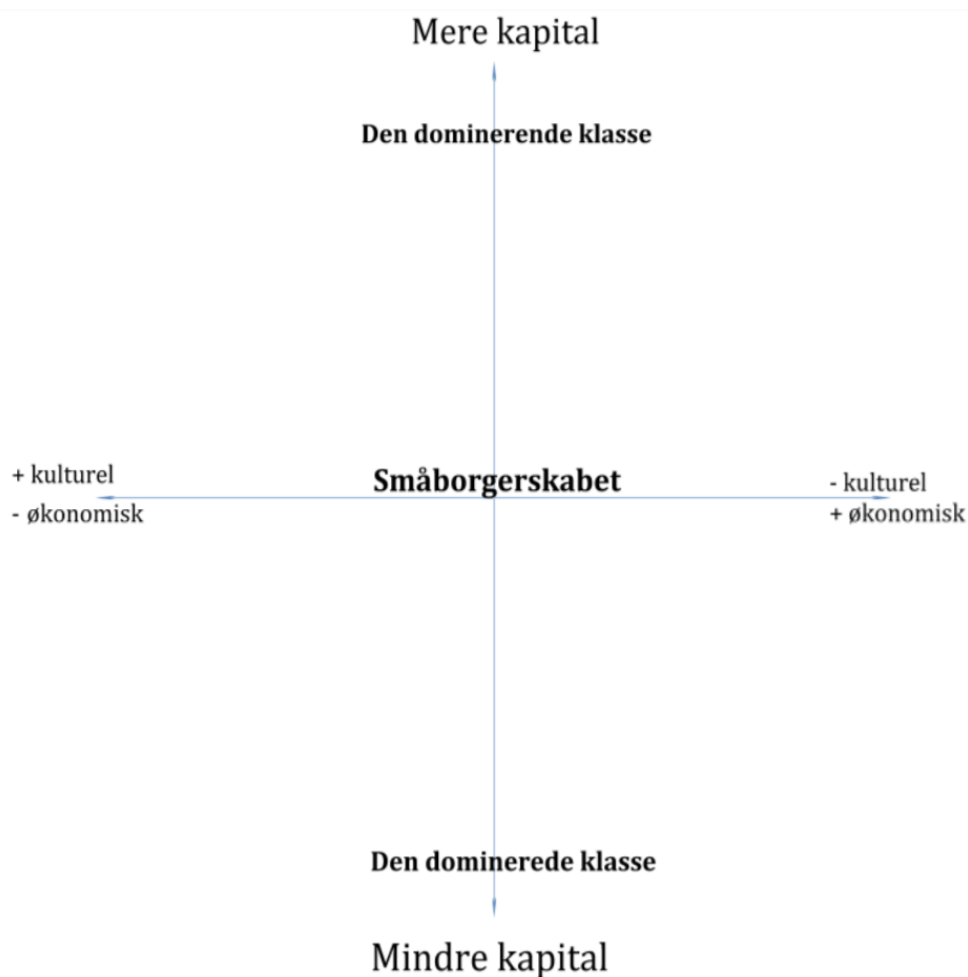 Mere kapital
Den dominerende klasse
+ kulturel
- økonomisk
Småborgerskabet
- kulturel
+ økonomisk
Den dominerede klasse
Mindre kapital